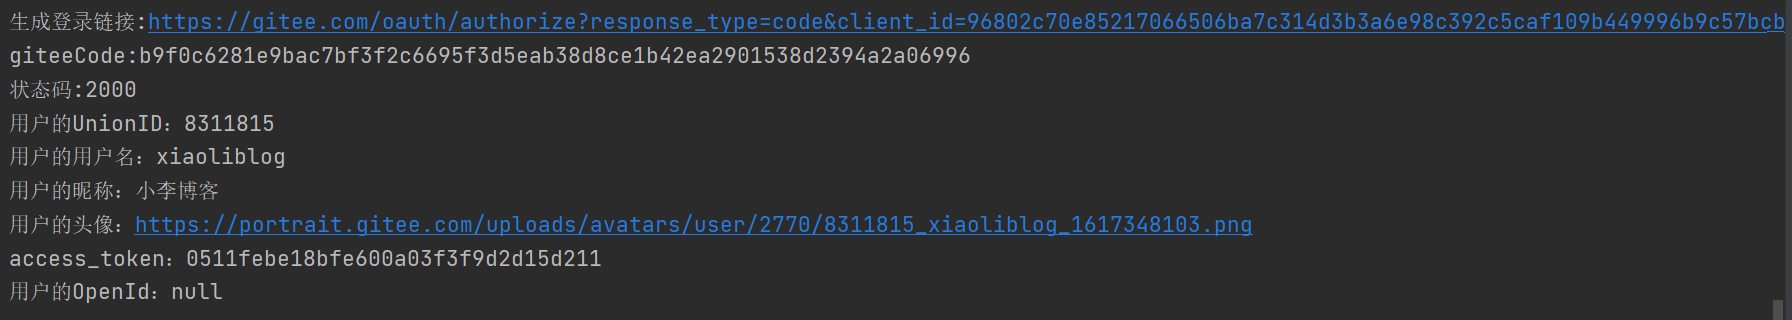 生成登录链接:https://gitee.com/oauth/authorize?response_type=code&client_id=96802c70e85217066506ba7c314d3b3a6e98c392c5caf109b449996b9c57bcb
giteeCode:b9f0c6281e9bac7bf3f2c6695f3d5eab38d8ce1b42ea2901538d2394a2a06996
状态码:2000
用户的UnionID：8311815
用户的用户名：xiaoliblog
用户的昵称：小李博客
用户的头像：https://portrait.gitee.com/uploads/avatars/user/2770/8311815_xiaoliblog_1617348103.png
access_token：0511febe18bfe600a03f3f9d2d15d211
用户的OpenId：null